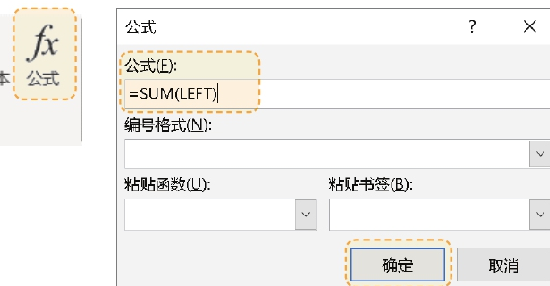 公式 ? ×
fx
本 公式
公式(F):
=SUM(LEFT)
编号格式(N):
粘贴函数(U): 粘贴书签(B):
确定 取消